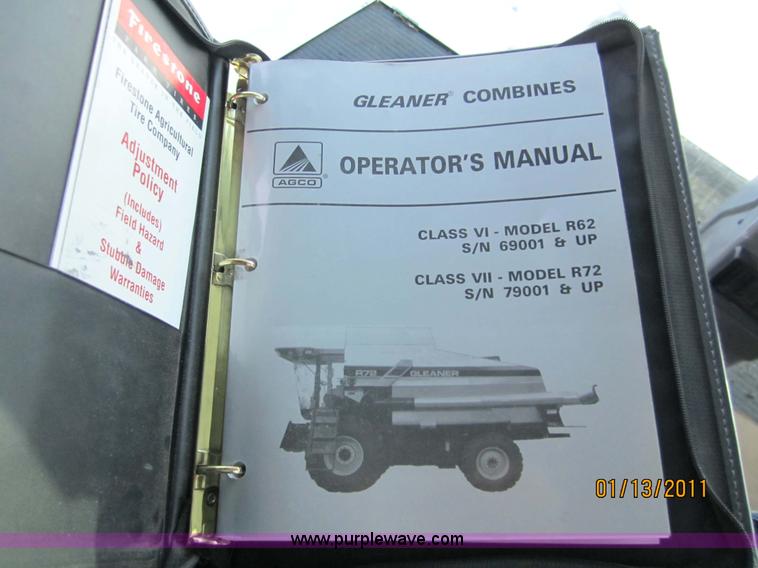 Firestone
Firestone Agricultural
Tire Company
Adjustment
Policy
(Includes)
Field Hazard
&
Stubble Damage
Warranties
GLEANER® COMBINES
AGCO®
OPERATOR'S MANUAL
CLASS VI - MODEL R62
S/N 69001 & UP
CLASS VII - MODEL R72
S/N 79001 & UP
R72 GLEANER
01/13/2011
www.purplewave.com